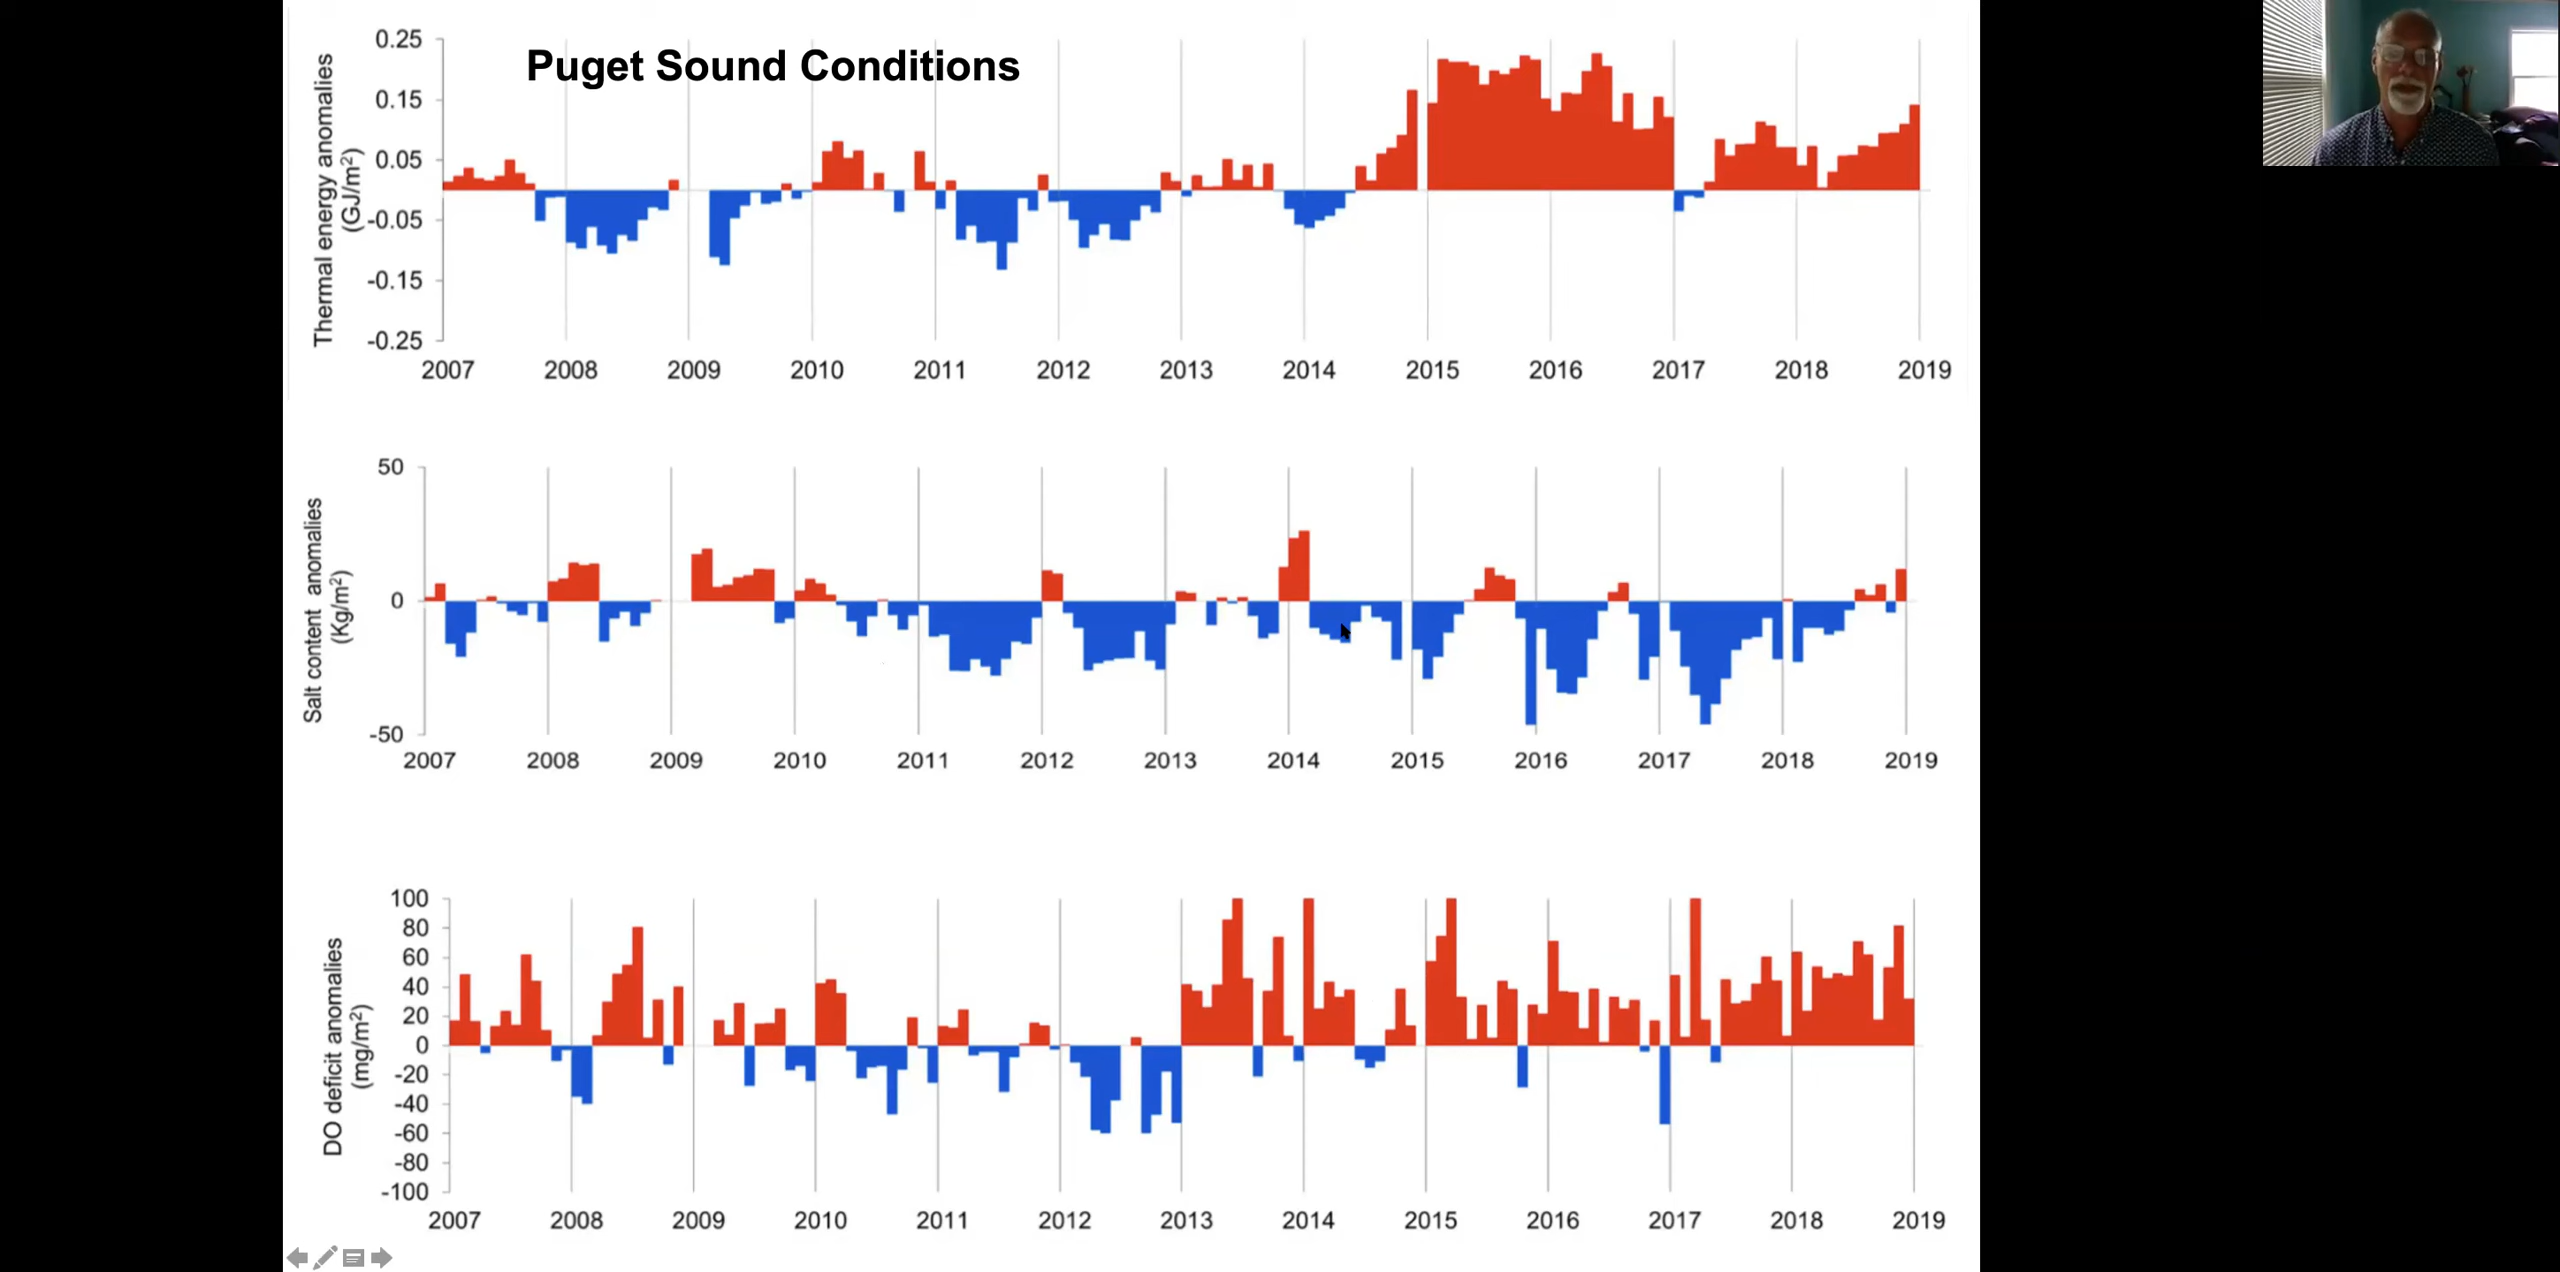 Puget Sound Conditions
Thermal energy anomalies
(GJ/m²)
0.25
0.15
0.05
-0.05
-0.15
-0.25
2007 2008 2009 2010 2011 2012 2013 2014 2015 2016 2017 2018 2019
Salt content anomalies
(Kg/m²)
50
0
-50
2007 2008 2009 2010 2011 2012 2013 2014 2015 2016 2017 2018 2019
DO deficit anomalies
(mg/m²)
100
80
60
40
20
0
-20
-40
-60
-80
-100
2007 2008 2009 2010 2011 2012 2013 2014 2015 2016 2017 2018 2019